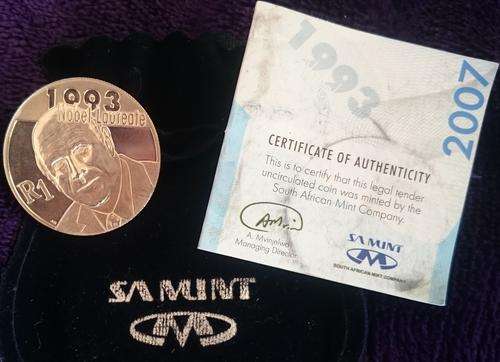 1993
Nobel Laureate
R1
1993
2007
CERTIFICATE OF AUTHENTICITY
This is to certify that this legal tender
uncirculated coin was minted by the
South African Mint Company.
A. Mvinjelwa
Managing Director
SA MINT
SOUTH AFRICAN MINT COMPANY
SA MINT